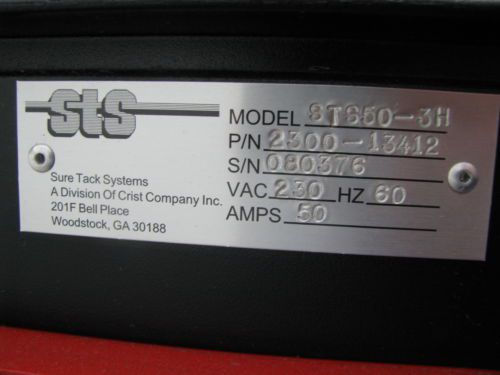 StS
Sure Tack Systems
A Division Of Crist Company Inc.
201F Bell Place
Woodstock, GA 30188
MODEL STS50-3H
P/N 2300-13412
S/N 080376
VAC 230 HZ 60
AMPS 50